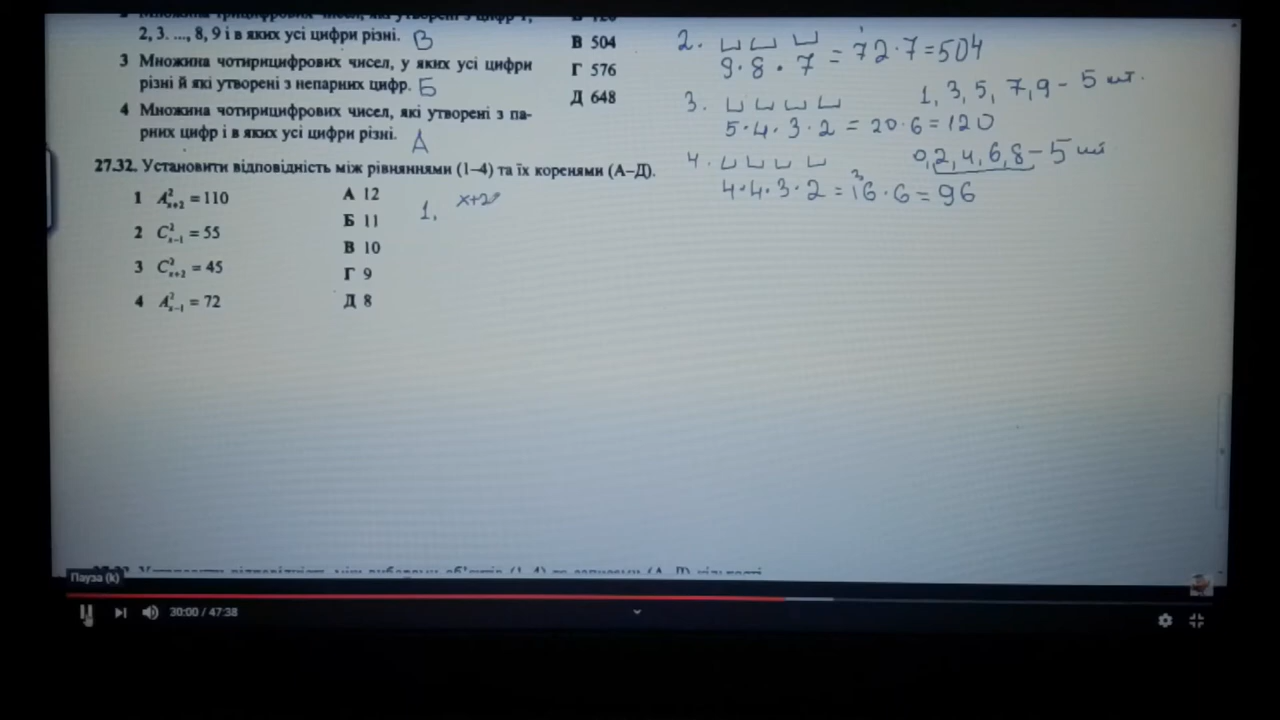 2, 3. ..., 8, 9 і в яких усі цифри різні. В
3 Множина чотирицифрових чисел, у яких усі цифри
різні й які утворені з непарних цифр. Б
4 Множина чотирицифрових чисел, які утворені з па-
рних цифр і в яких усі цифри різні. А
В 504
Г 576
Д 648
27.32. Установити відповідність між рівняннями (1–4) та їх коренями (А–Д).
1 A²ₓ₊₂ = 110
2 C²ₓ₋₁ = 55
3 C²ₓ₊₂ = 45
4 A²ₓ₋₁ = 72
А 12
Б 11
В 10
Г 9
Д 8
1. x+2
2.
9·8·7 = 72·7 = 504
3. 1, 3, 5, 7, 9 – 5 шт.
5·4·3·2 = 20·6 = 120
4. 0, 2, 4, 6, 8 – 5 шт
4·4·3·2 = 16·6 = 96
Пауза (k)
30:00 / 47:38